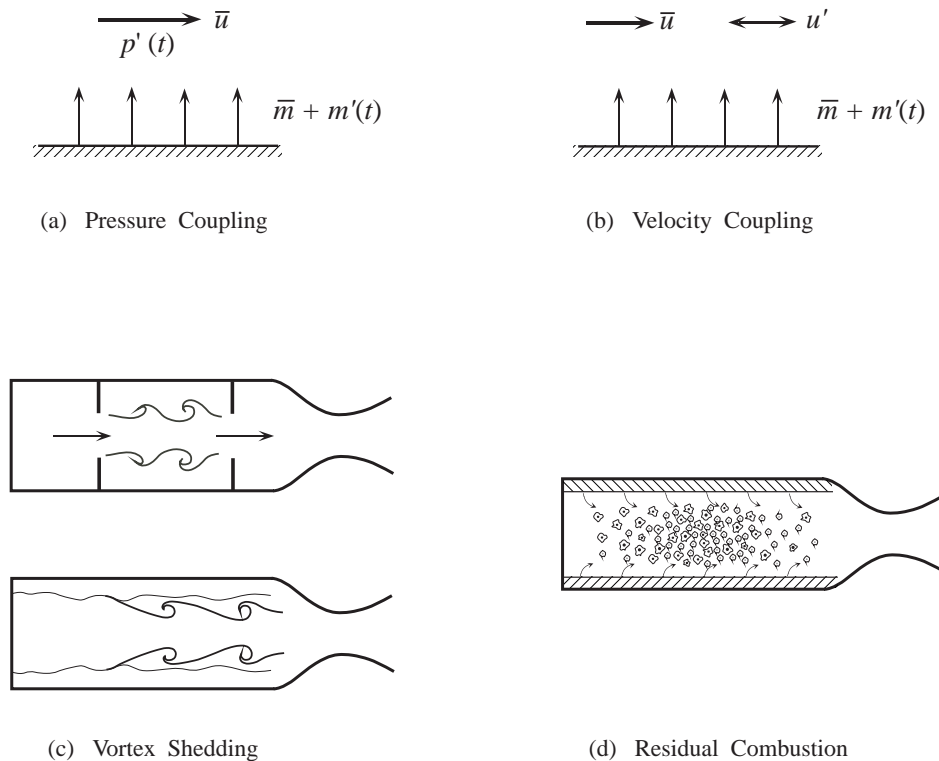 u̅
p' (t)
m̅ + m'(t)
(a) Pressure Coupling
u̅ u'
m̅ + m'(t)
(b) Velocity Coupling
(c) Vortex Shedding
(d) Residual Combustion